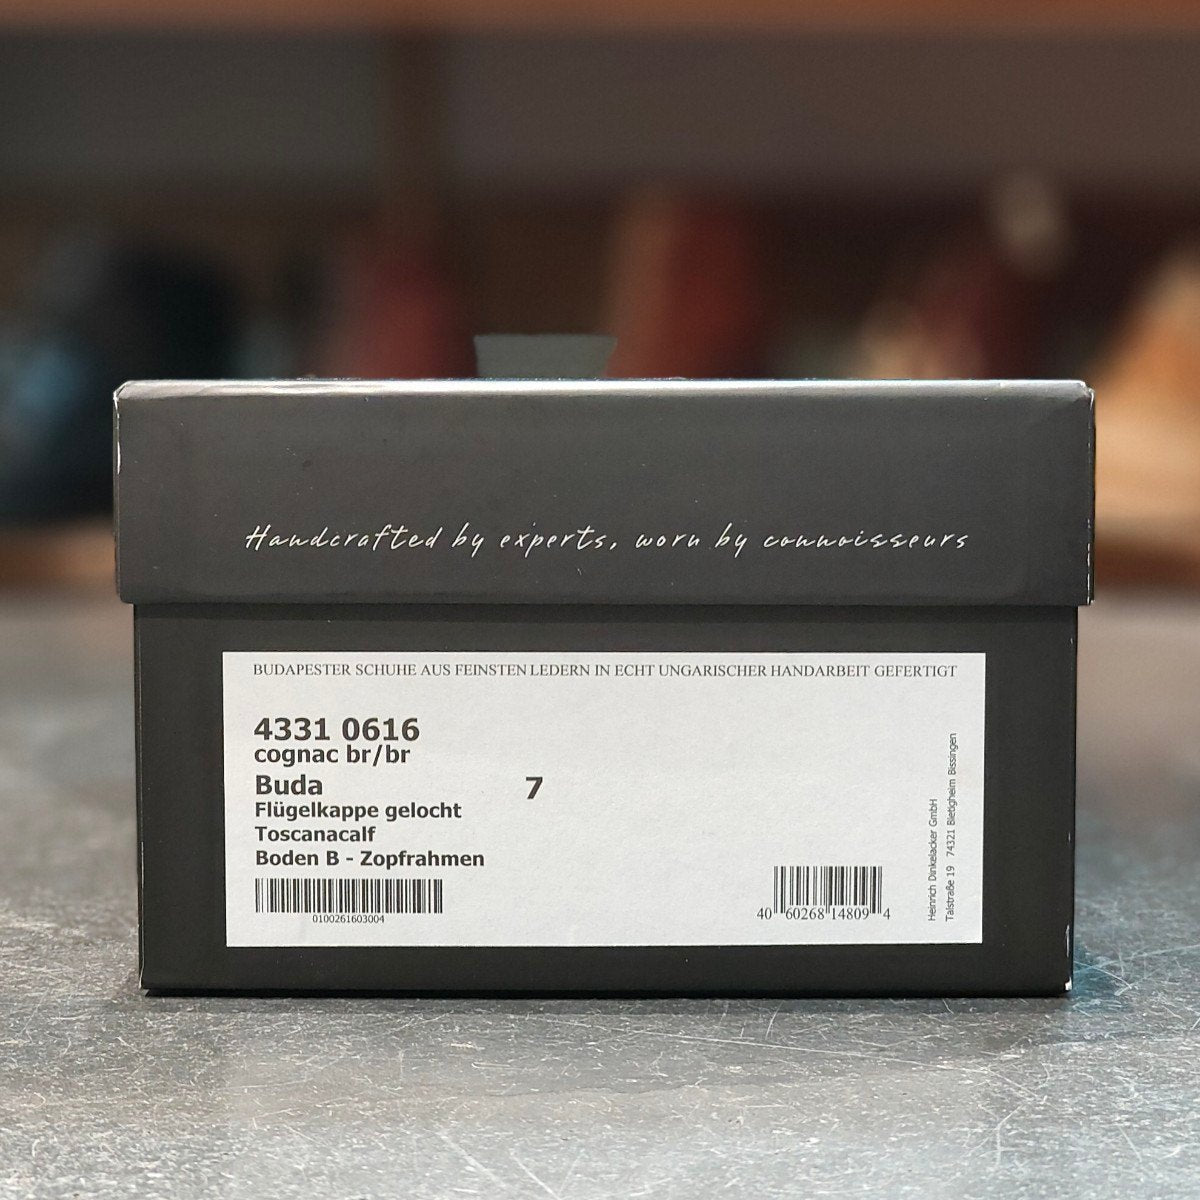 Handcrafted by experts, worn by connoisseurs
BUDAPESTER SCHUHE AUS FEINSTEN LEDERN IN ECHT UNGARISCHER HANDARBEIT GEFERTIGT
4331 0616
cognac br/br
Buda 7
Flügelkappe gelocht
Toscanacalf
Boden B - Zopfrahmen
0100261603004
40 60268 14809 4
Heinrich Dinkelacker GmbH
Talstraße 19 74321 Bietigheim Bissingen